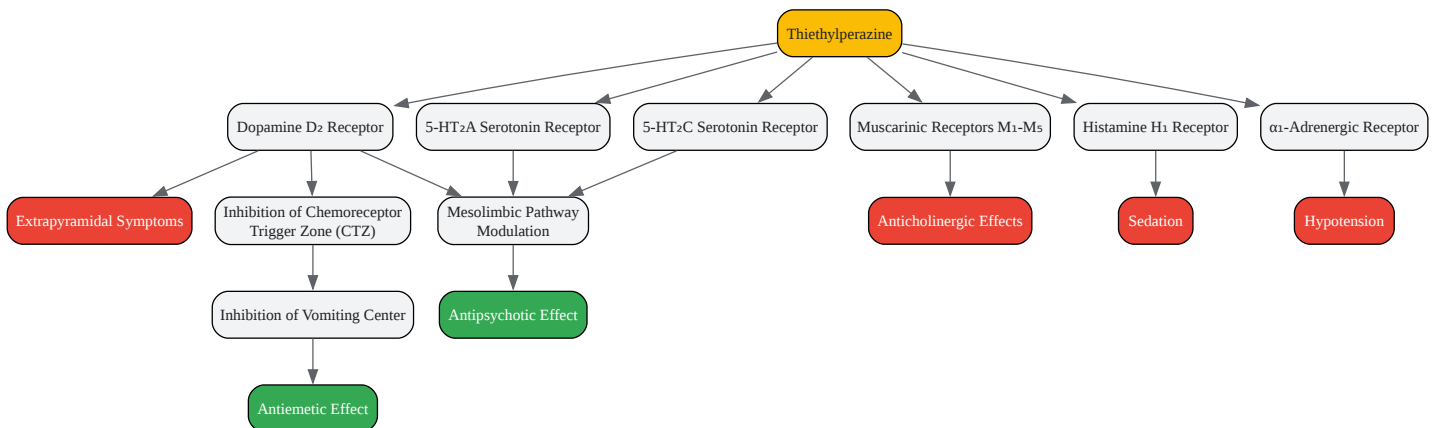 Thiethylperazine
Dopamine D₂ Receptor
5-HT₂A Serotonin Receptor
5-HT₂C Serotonin Receptor
Muscarinic Receptors M₁-M₅
Histamine H₁ Receptor
α₁-Adrenergic Receptor
Extrapyramidal Symptoms
Inhibition of Chemoreceptor
Trigger Zone (CTZ)
Mesolimbic Pathway
Modulation
Anticholinergic Effects
Sedation
Hypotension
Inhibition of Vomiting Center
Antipsychotic Effect
Antiemetic Effect